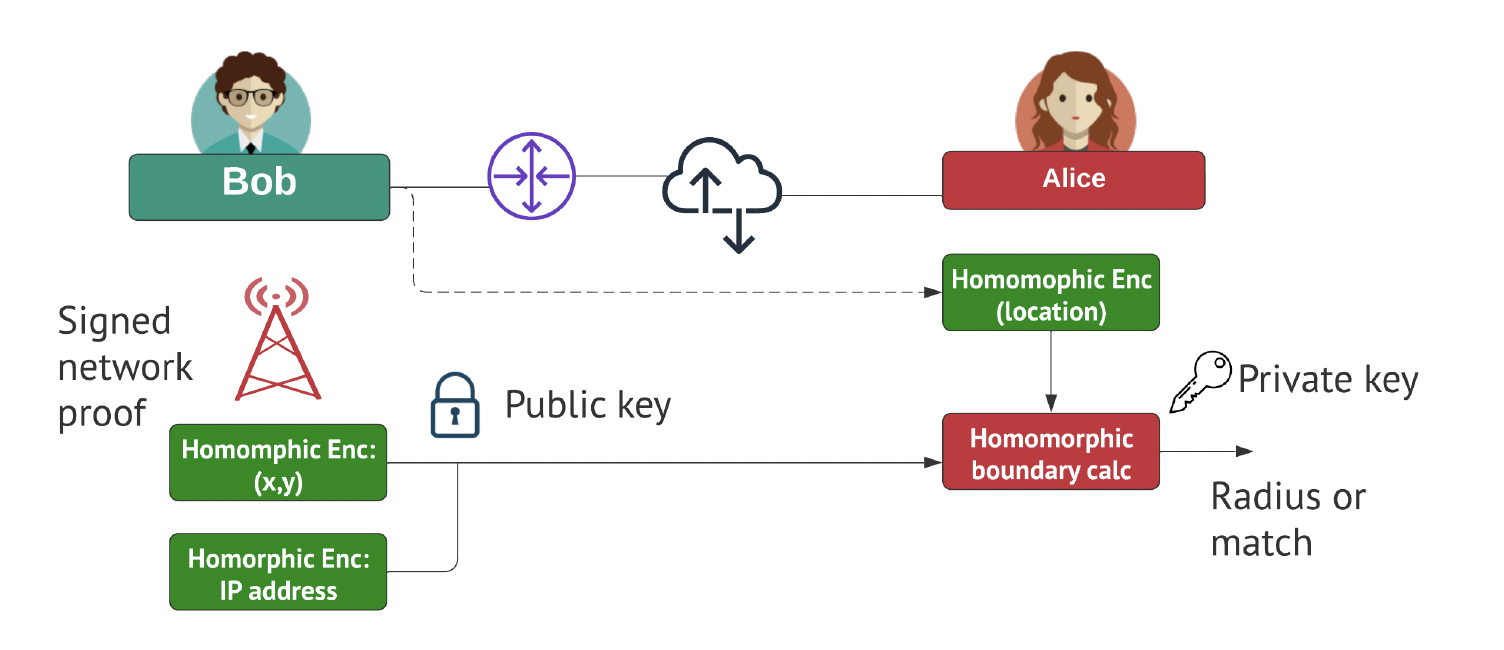 Bob
Alice
Homomophic Enc
(location)
Signed
network
proof
Public key
Private key
Homomphic Enc:
(x,y)
Homomorphic
boundary calc
Radius or
match
Homorphic Enc:
IP address